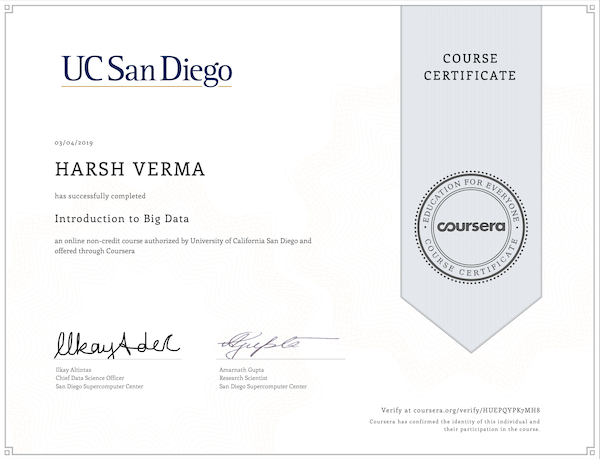 UC San Diego
COURSE
CERTIFICATE
03/04/2019
HARSH VERMA
has successfully completed
Introduction to Big Data
an online non-credit course authorized by University of California San Diego and
offered through Coursera
EDUCATION FOR EVERYONE
coursera
COURSE CERTIFICATE
Ilkay Altintas
Chief Data Science Officer
San Diego Supercomputer Center
Amarnath Gupta
Research Scientist
San Diego Supercomputer Center
Verify at coursera.org/verify/HUEPQYPK7MH8
Coursera has confirmed the identity of this individual and
their participation in the course.